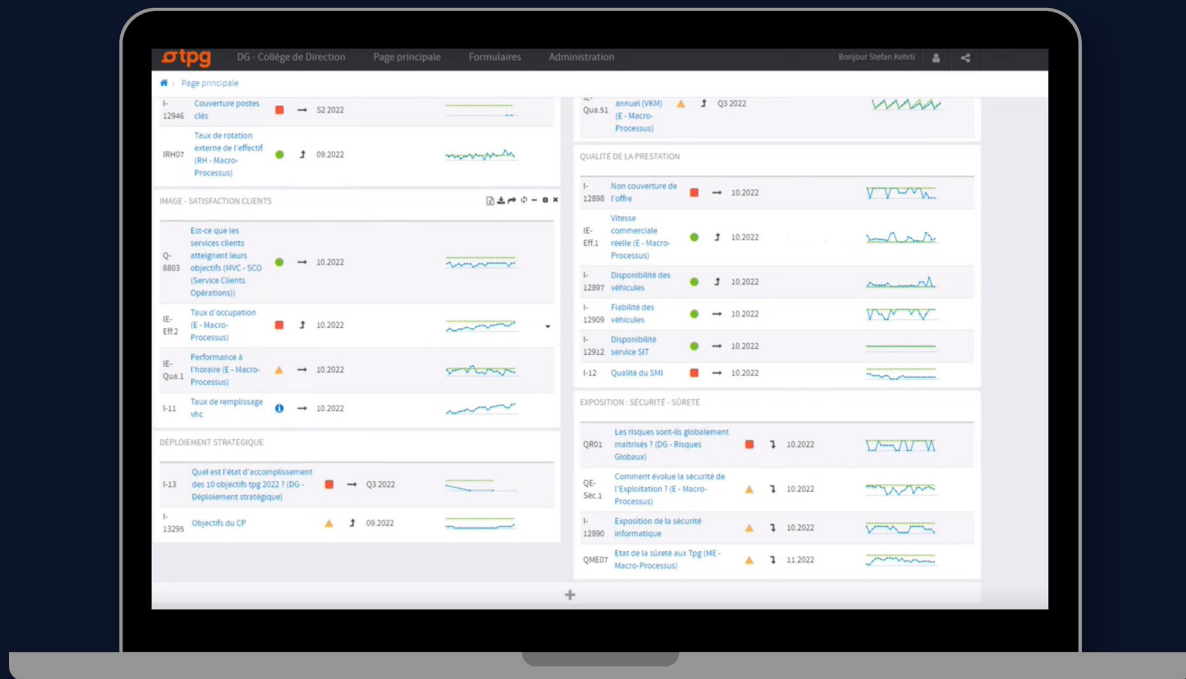 tpg DG - Collège de Direction Page principale Formulaires Administration Bonjour Stefan Kehrli
Page principale
I-12946 Couverture postes clés S2 2022
IRH07 Taux de rotation externe de l'effectif (RH - Macro-Processus) 09.2022
IMAGE - SATISFACTION CLIENTS
Q-8803 Est-ce que les services clients atteignent leurs objectifs (MVC - SCO (Service Clients Opérations)) 10.2022
IE-Eff.2 Taux d'occupation (E - Macro-Processus) 10.2022
IE-Qua.1 Performance à l'horaire (E - Macro-Processus) 10.2022
I-11 Taux de remplissage vhc 10.2022
DÉPLOIEMENT STRATÉGIQUE
I-13 Quel est l'état d'accomplissement des 10 objectifs tpg 2022 ? (DG - Déploiement stratégique) Q3 2022
I-13295 Objectifs du CP 09.2022
Qua.51 annuel (VKM) (E - Macro-Processus) Q3 2022
QUALITÉ DE LA PRESTATION
I-12898 Non couverture de l'offre 10.2022
IE-Eff.1 Vitesse commerciale réelle (E - Macro-Processus) 10.2022
I-12897 Disponibilité des véhicules 10.2022
I-12909 Fiabilité des véhicules 10.2022
I-12912 Disponibilité service SIT 10.2022
I-12 Qualité du SMI 10.2022
EXPOSITION : SÉCURITÉ - SÛRETÉ
QR01 Les risques sont-ils globalement maîtrisés ? (DG - Risques Globaux) 10.2022
QE-Séc.1 Comment évolue la sécurité de l'Exploitation ? (E - Macro-Processus) 10.2022
I-12890 Exposition de la sécurité informatique 10.2022
QME07 Etat de la sûreté aux Tpg (ME - Macro-Processus) 11.2022